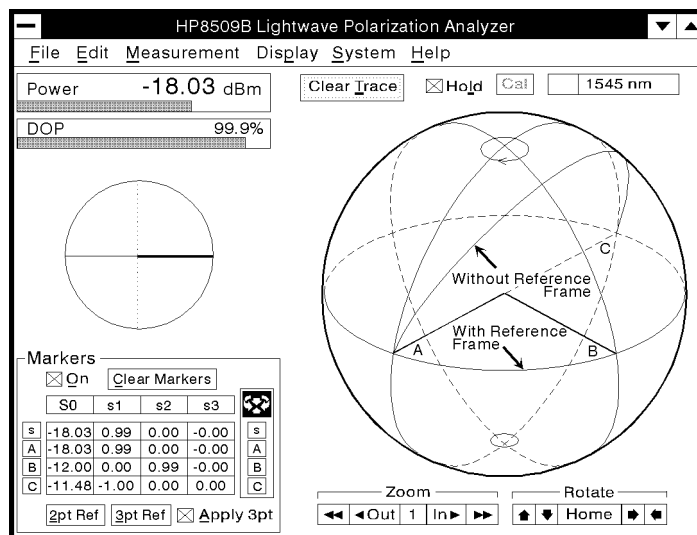 HP8509B Lightwave Polarization Analyzer
File Edit Measurement Display System Help
Power -18.03 dBm
DOP 99.9%
Clear Trace Hold Cal 1545 nm
C
Without Reference
Frame
With Reference
Frame
A
B
Markers
On Clear Markers
S0 s1 s2 s3
s -18.03 0.99 0.00 -0.00 s
A -18.03 0.99 0.00 -0.00 A
B -12.00 0.00 0.99 -0.00 B
C -11.48 -1.00 0.00 0.00 C
2pt Ref 3pt Ref Apply 3pt
Zoom
Out 1 In
Rotate
Home